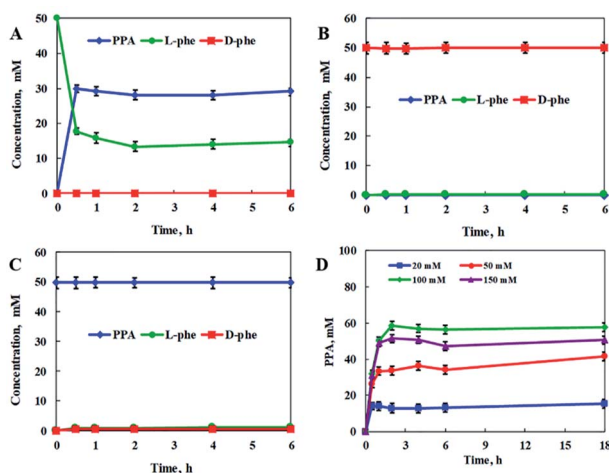 A
PPA L-phe D-phe
Concentration, mM
50
40
30
20
10
0
0 1 2 3 4 5 6
Time, h
B
60
50
40
30
20
10
0
PPA L-phe D-phe
Concentration, mM
0 1 2 3 4 5 6
Time, h
C
60
50
40
30
20
10
0
PPA L-phe D-phe
Concentration, mM
0 1 2 3 4 5 6
Time, h
D
20 mM 50 mM
100 mM 150 mM
PPA, mM
100
80
60
40
20
0
0 3 6 9 12 15 18
Time, h